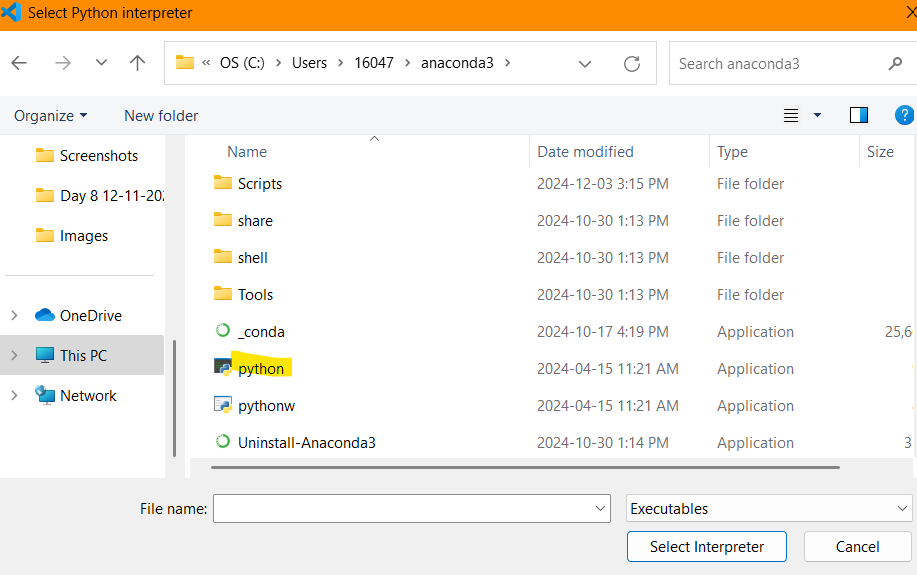 Select Python interpreter
« OS (C:) > Users > 16047 > anaconda3 >
Search anaconda3
Organize New folder
?
Screenshots
Day 8 12-11-202
Images
OneDrive
This PC
Network
Name Date modified Type Size
Scripts 2024-12-03 3:15 PM File folder
share 2024-10-30 1:13 PM File folder
shell 2024-10-30 1:13 PM File folder
Tools 2024-10-30 1:13 PM File folder
_conda 2024-10-17 4:19 PM Application 25,6
python 2024-04-15 11:21 AM Application
pythonw 2024-04-15 11:21 AM Application
Uninstall-Anaconda3 2024-10-30 1:14 PM Application 3
File name: Executables
Select Interpreter Cancel